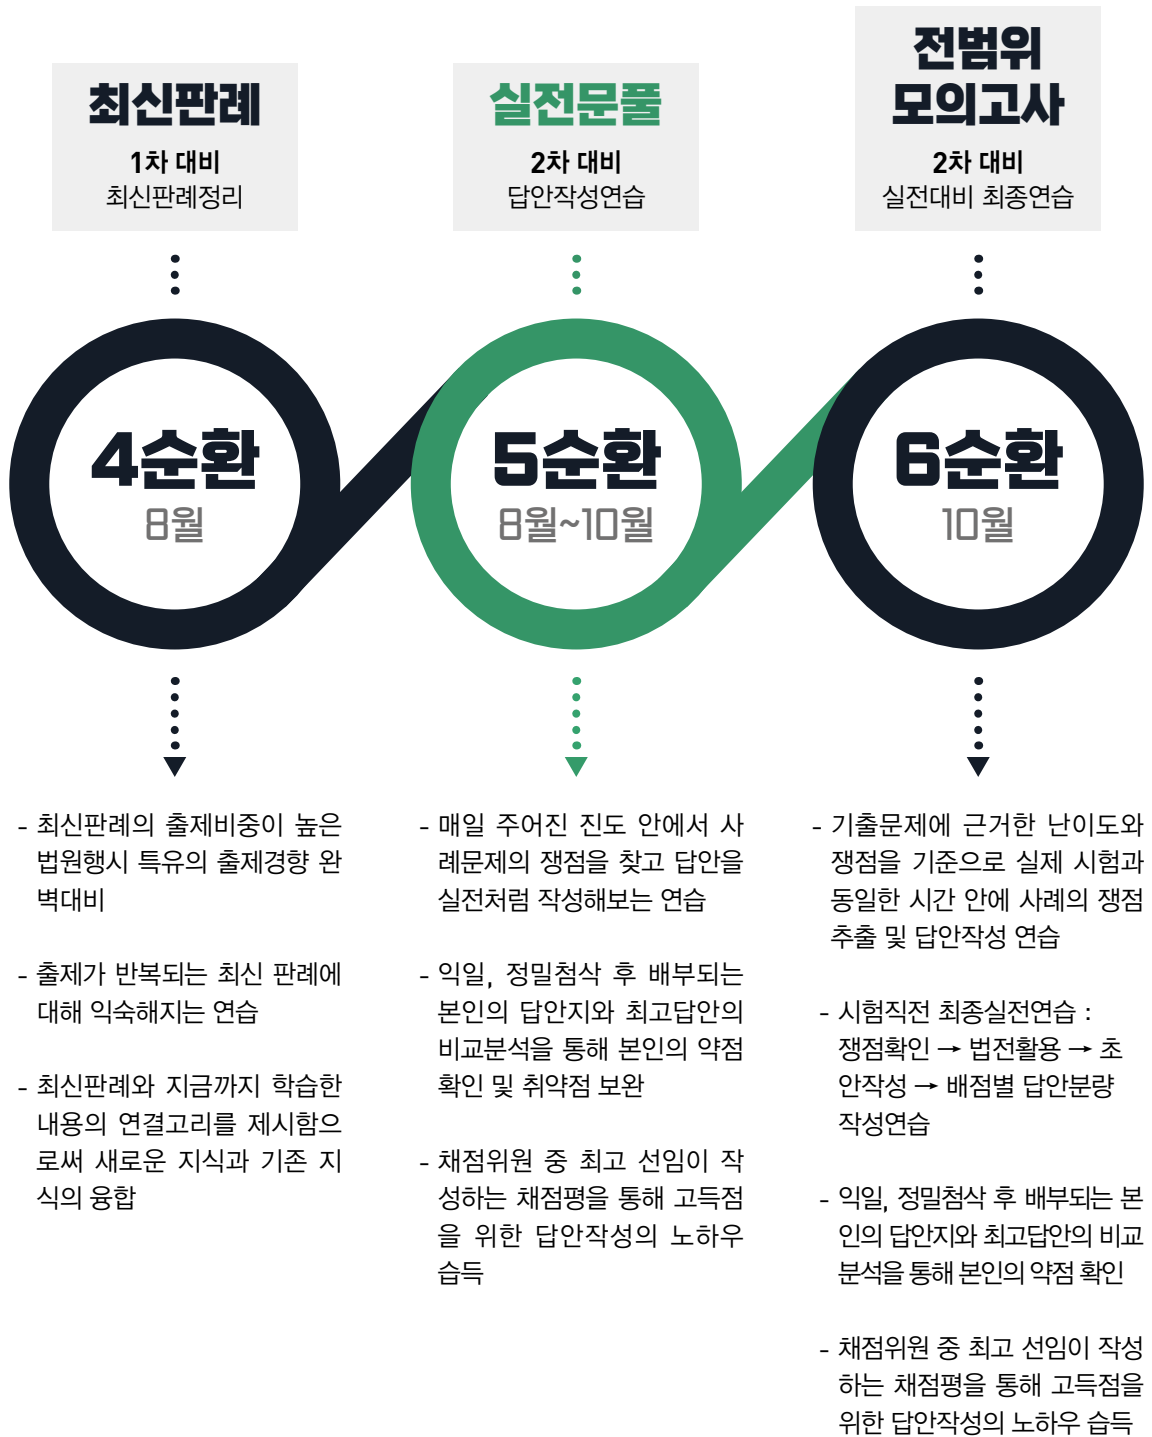 최신판례
1차 대비
최신판례정리
4순환
8월
- 최신판례의 출제비중이 높은
법원행시 특유의 출제경향 완
벽대비
- 출제가 반복되는 최신 판례에
대해 익숙해지는 연습
- 최신판례와 지금까지 학습한
내용의 연결고리를 제시함으
로써 새로운 지식과 기존 지
식의 융합
실전문풀
2차 대비
답안작성연습
5순환
8월~10월
- 매일 주어진 진도 안에서 사
례문제의 쟁점을 찾고 답안을
실전처럼 작성해보는 연습
- 익일, 정밀첨삭 후 배부되는
본인의 답안지와 최고답안의
비교분석을 통해 본인의 약점
확인 및 취약점 보완
- 채점위원 중 최고 선임이 작
성하는 채점평을 통해 고득점
을 위한 답안작성의 노하우
습득
전범위
모의고사
2차 대비
실전대비 최종연습
6순환
10월
- 기출문제에 근거한 난이도와
쟁점을 기준으로 실제 시험과
동일한 시간 안에 사례의 쟁점
추출 및 답안작성 연습
- 시험직전 최종실전연습 :
쟁점확인 → 법전활용 → 초
안작성 → 배점별 답안분량
작성연습
- 익일, 정밀첨삭 후 배부되는 본
인의 답안지와 최고답안의 비교
분석을 통해 본인의 약점 확인
- 채점위원 중 최고 선임이 작성
하는 채점평을 통해 고득점을
위한 답안작성의 노하우 습득